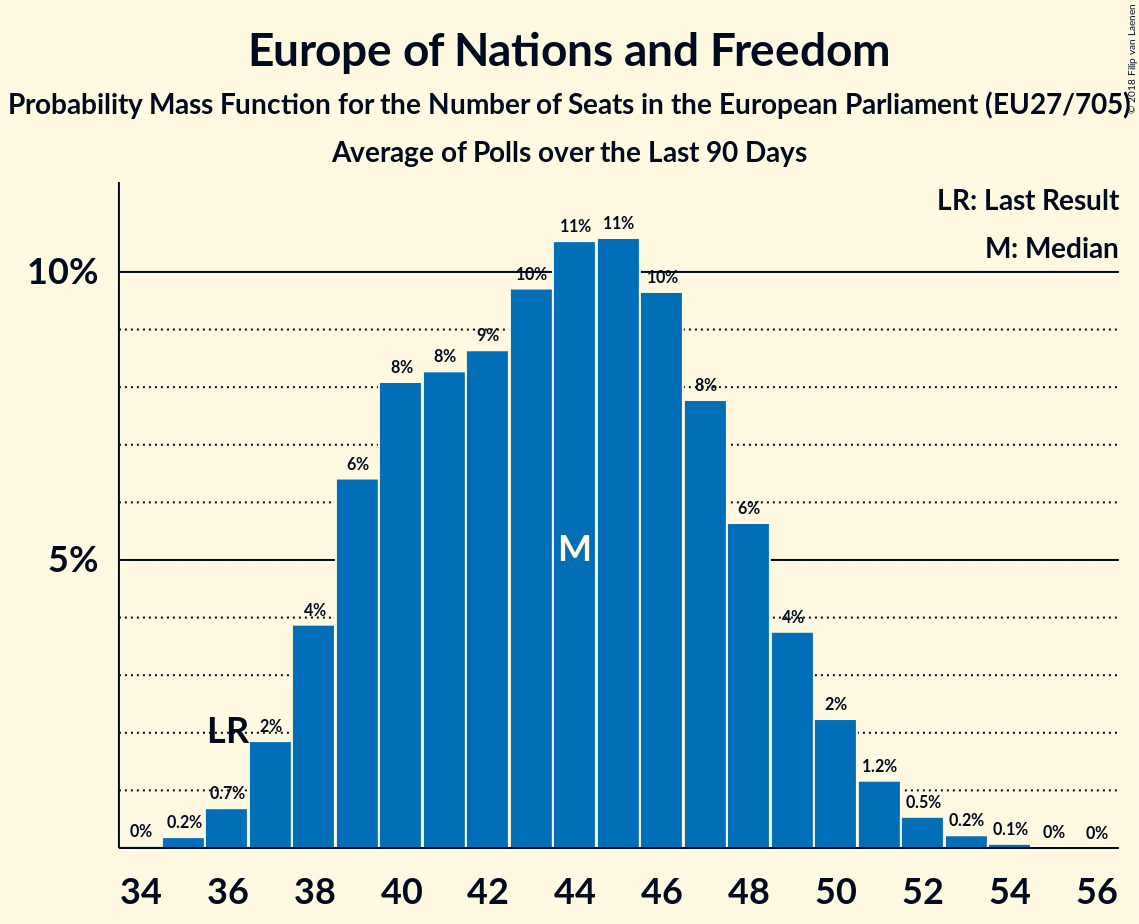 Europe of Nations and Freedom
Probability Mass Function for the Number of Seats in the European Parliament (EU27/705)
Average of Polls over the Last 90 Days
© 2018 Filip van Laenen
LR: Last Result
M: Median
10%
5%
0% 0.2% 0.7% 2% 4% 6% 8% 8% 9% 10% 11% 11% 10% 8% 6% 4% 2% 1.2% 0.5% 0.2% 0.1% 0% 0%
LR
M
34 36 38 40 42 44 46 48 50 52 54 56